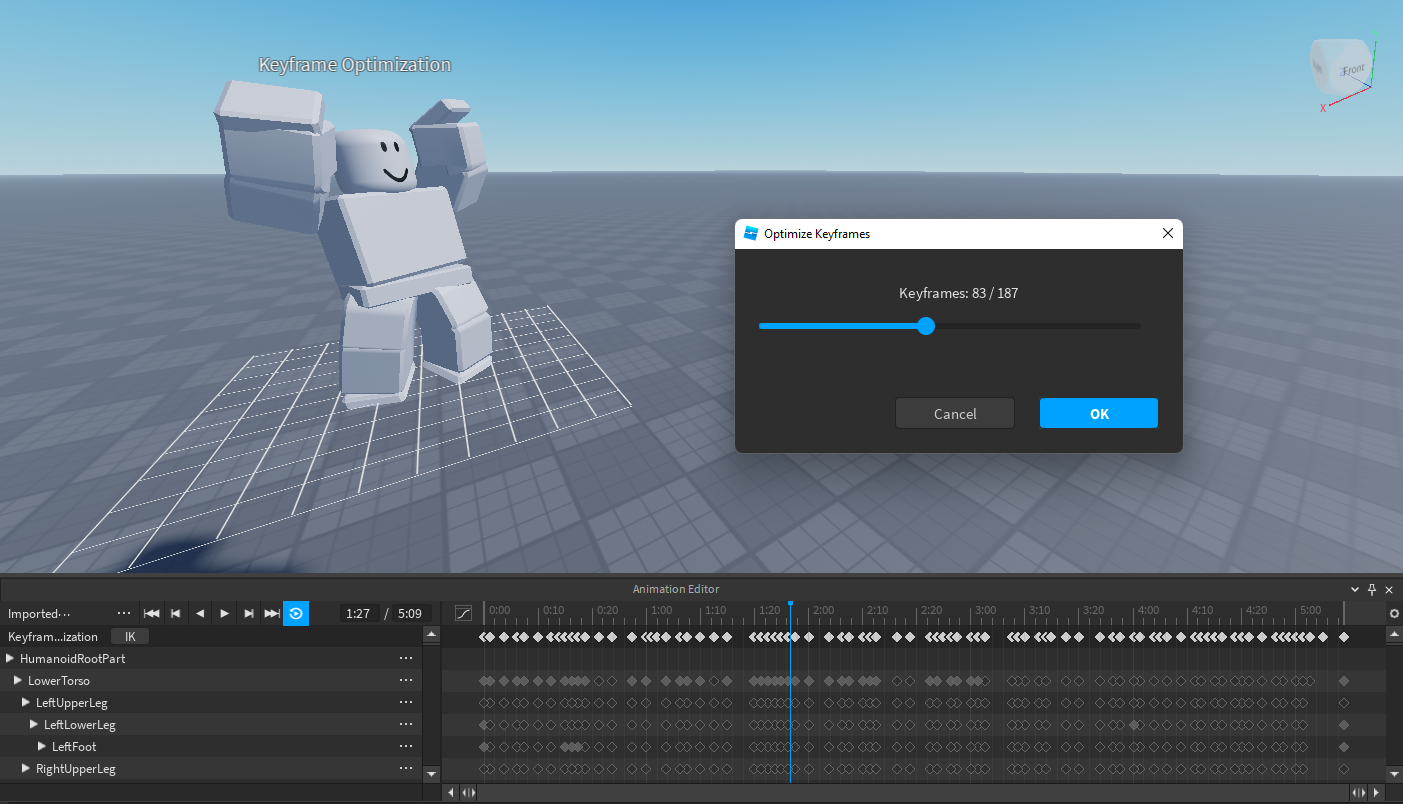 Keyframe Optimization
Front
X
Optimize Keyframes
Keyframes: 83 / 187
Cancel
OK
Animation Editor
Imported···
1:27 / 5:09
0:00 0:10 0:20 1:00 1:10 1:20 2:00 2:10 2:20 3:00 3:10 3:20 4:00 4:10 4:20 5:00
Keyfram...ization
IK
HumanoidRootPart
LowerTorso
LeftUpperLeg
LeftLowerLeg
LeftFoot
RightUpperLeg